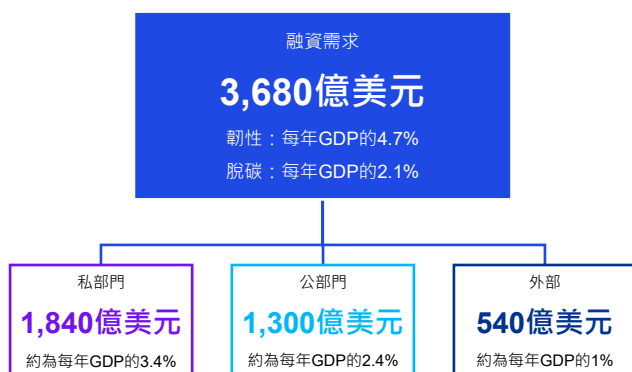 融資需求
3,680億美元
韌性：每年GDP的4.7%
脫碳：每年GDP的2.1%
私部門
1,840億美元
約為每年GDP的3.4%
公部門
1,300億美元
約為每年GDP的2.4%
外部
540億美元
約為每年GDP的1%